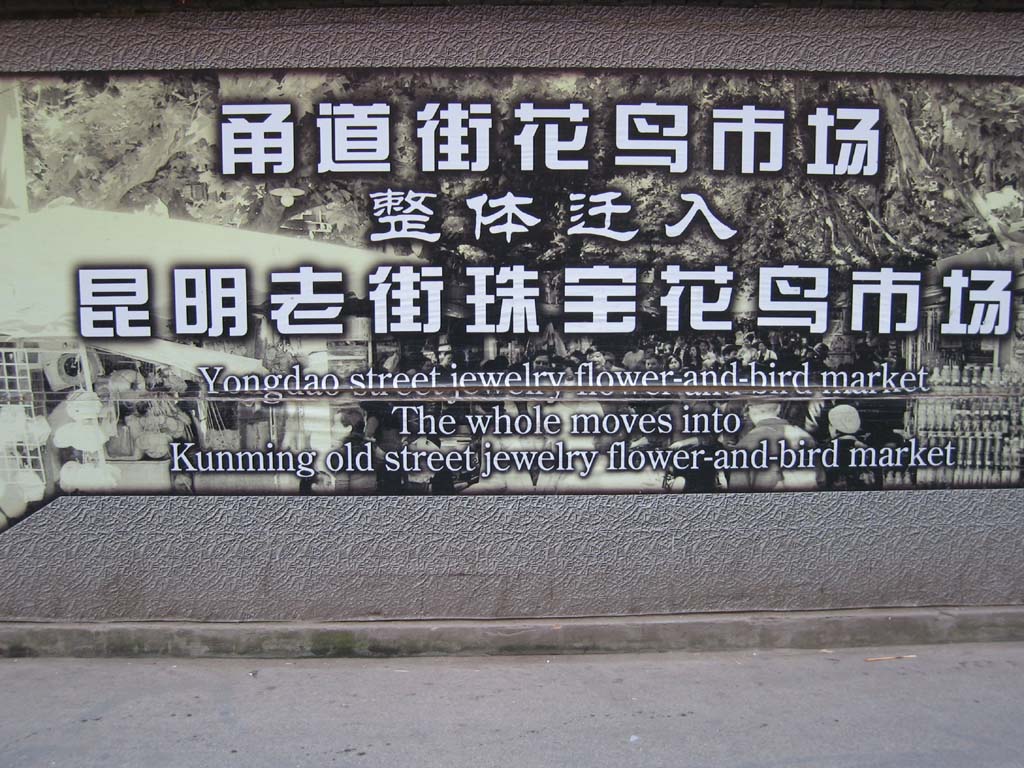 甬道街花鸟市场
整体迁入
昆明老街珠宝花鸟市场
Yongdao street jewelry flower-and-bird market
The whole moves into
Kunming old street jewelry flower-and-bird market